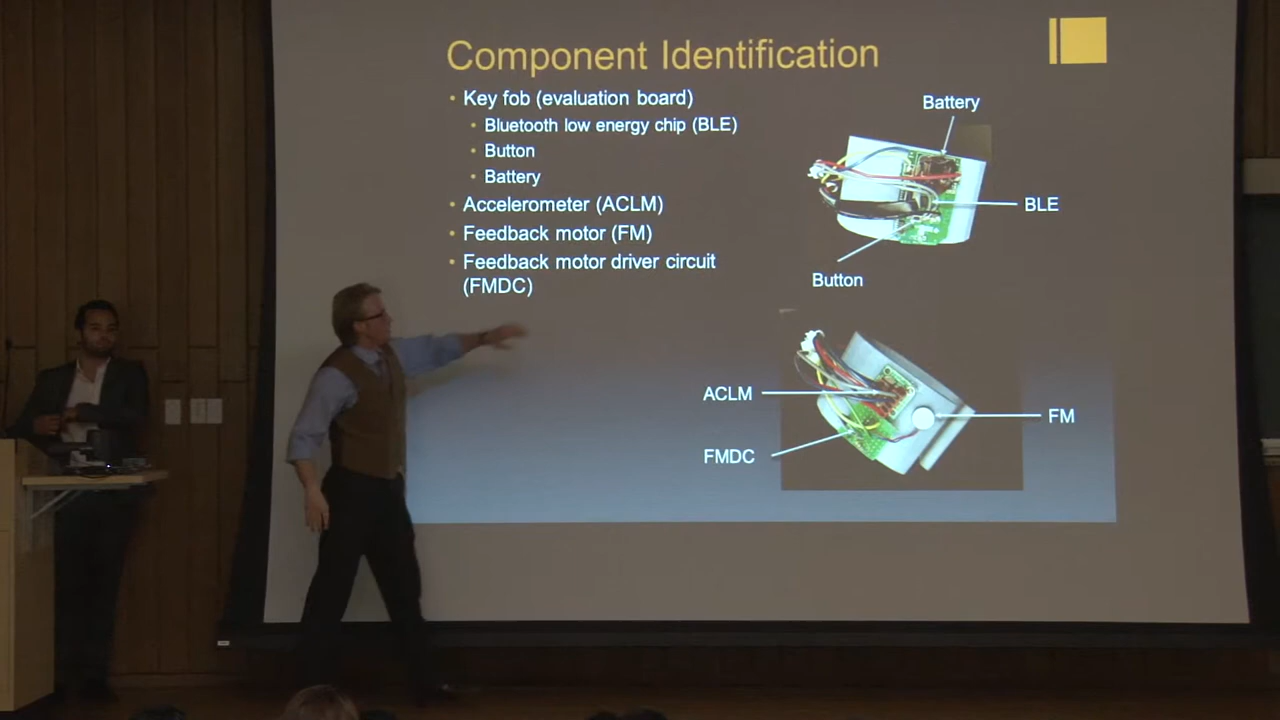 Component Identification
Key fob (evaluation board)
Bluetooth low energy chip (BLE)
Button
Battery
Accelerometer (ACLM)
Feedback motor (FM)
Feedback motor driver circuit
(FMDC)
Battery
BLE
Button
ACLM
FM
FMDC